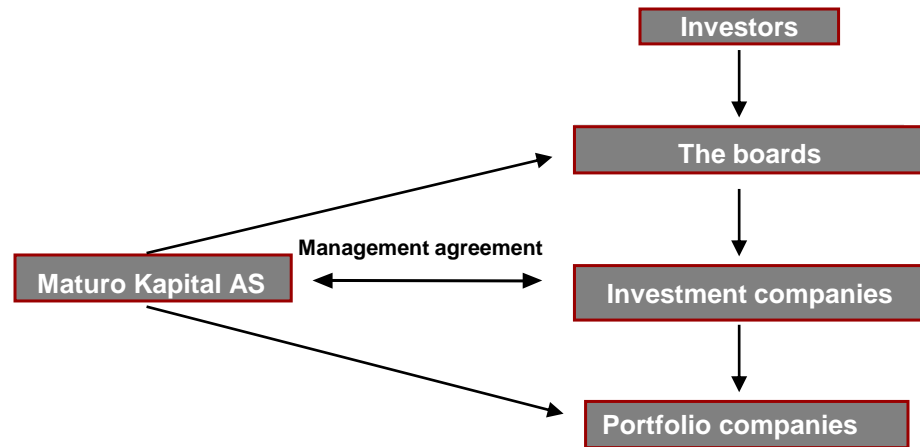 Investors
The boards
Management agreement
Maturo Kapital AS
Investment companies
Portfolio companies